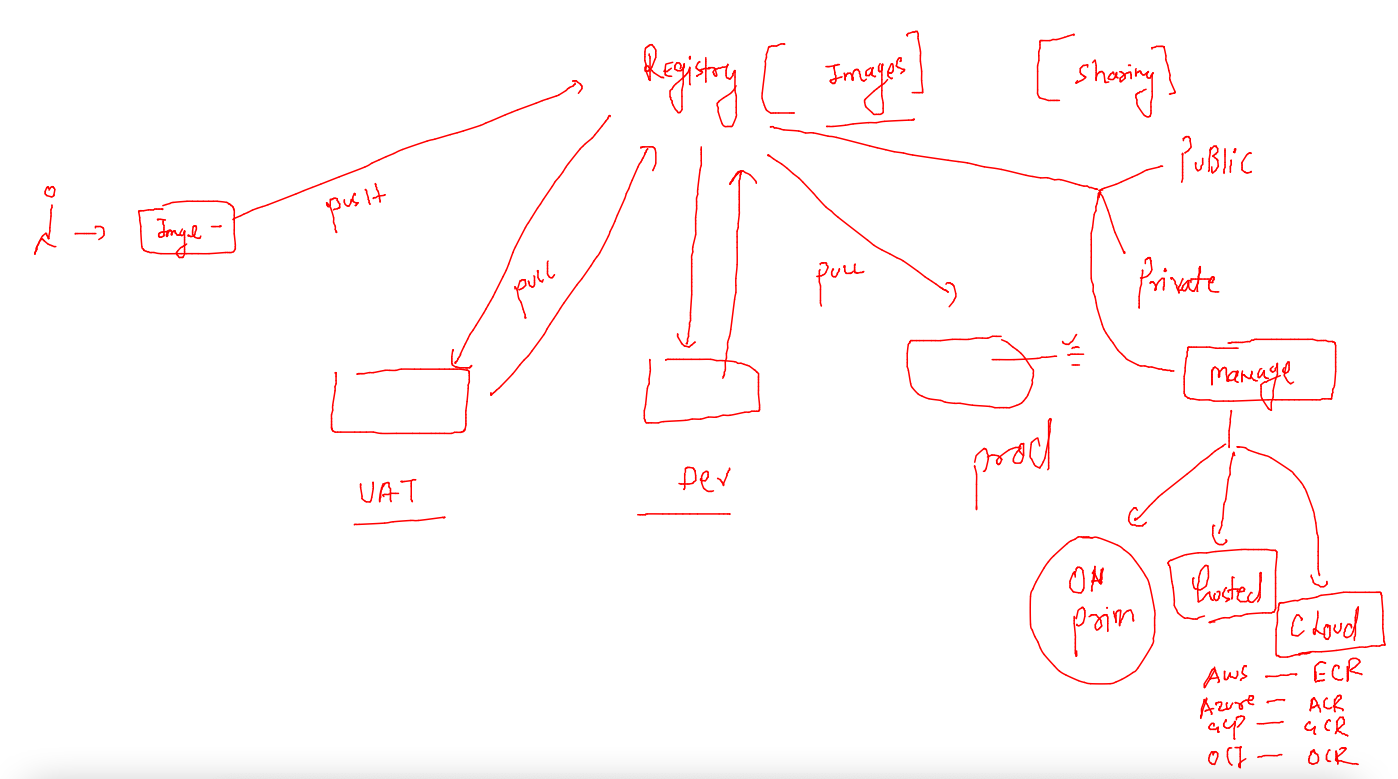 Registry [ Images ] [ Sharing ]
Public
Image -
push
pull
pull
Private
manage
prod
UAT
Dev
ON
prim
hosted
cloud
AWS — ECR
Azure — ACR
gcp — GCR
OCI — OCR